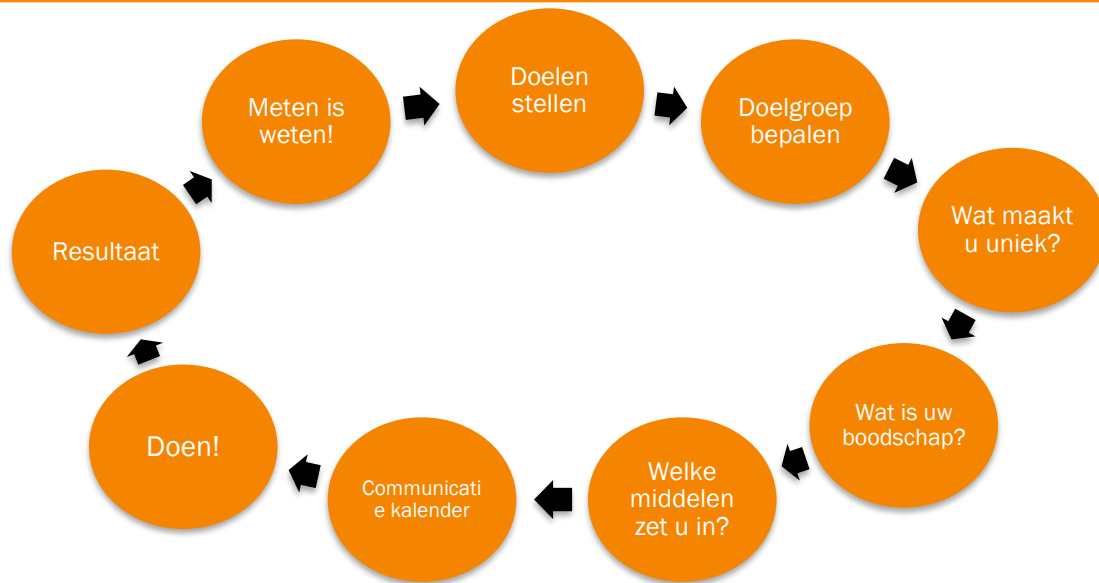 Doelen
stellen
Doelgroep
bepalen
Wat maakt
u uniek?
Wat is uw
boodschap?
Welke
middelen
zet u in?
Communicati
e kalender
Doen!
Resultaat
Meten is
weten!